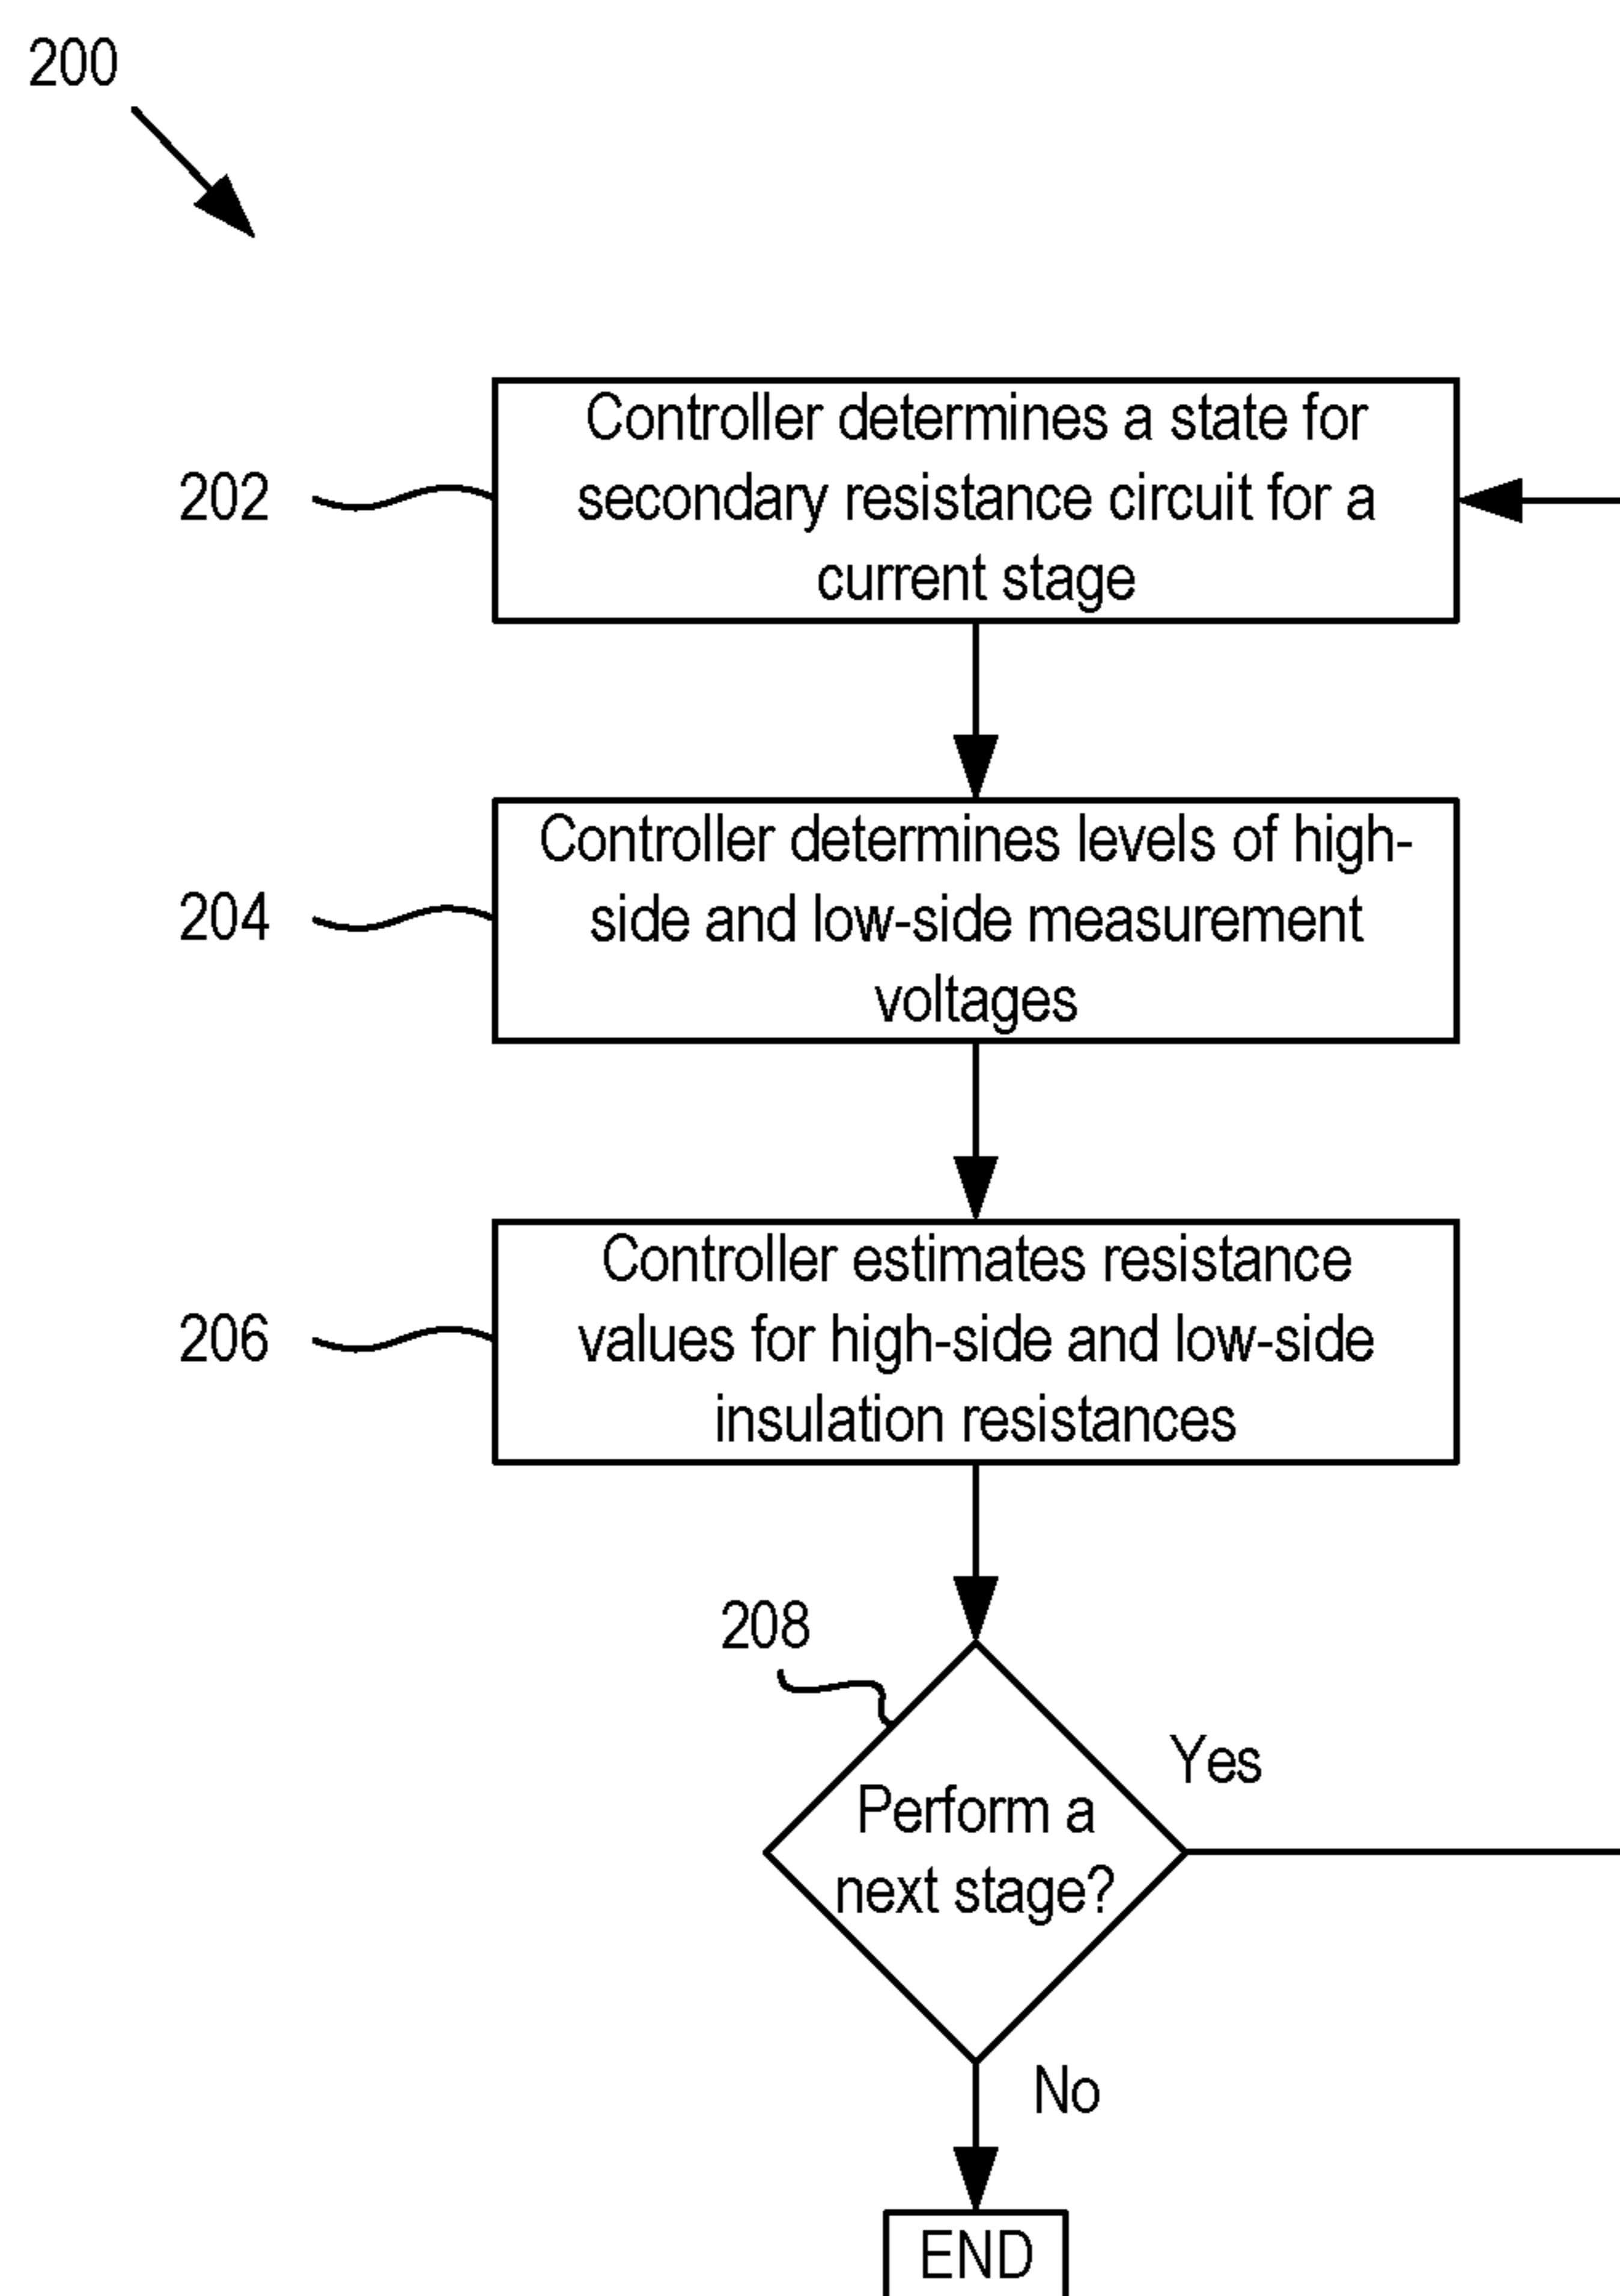 200
Controller determines a state for
202
secondary resistance circuit for a
current stage
Controller determines levels of high-
204
side and low-side measurement
voltages
Controller estimates resistance
206
values for high-side and low-side
insulation resistances
208
Yes
Perform a
next stage?
No
END